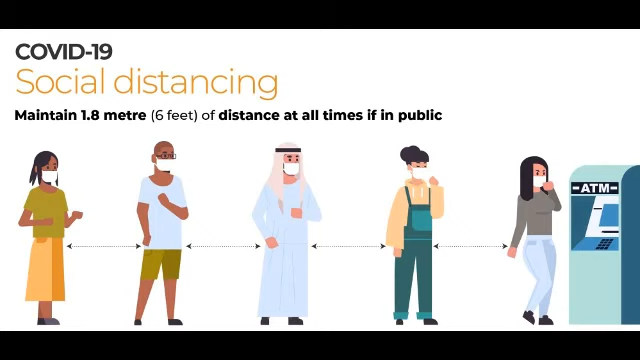 COVID-19
Social distancing
Maintain 1.8 metre (6 feet) of distance at all times if in public
ATM